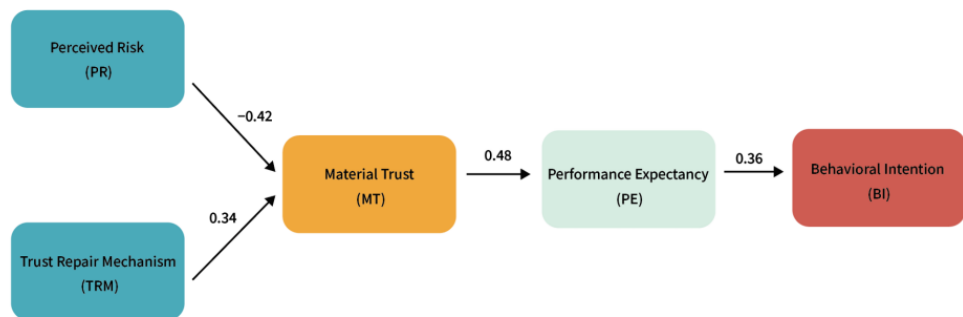 Perceived Risk
(PR)
−0.42
Material Trust
(MT)
0.48
Performance Expectancy
(PE)
0.36
Behavioral Intention
(BI)
0.34
Trust Repair Mechanism
(TRM)